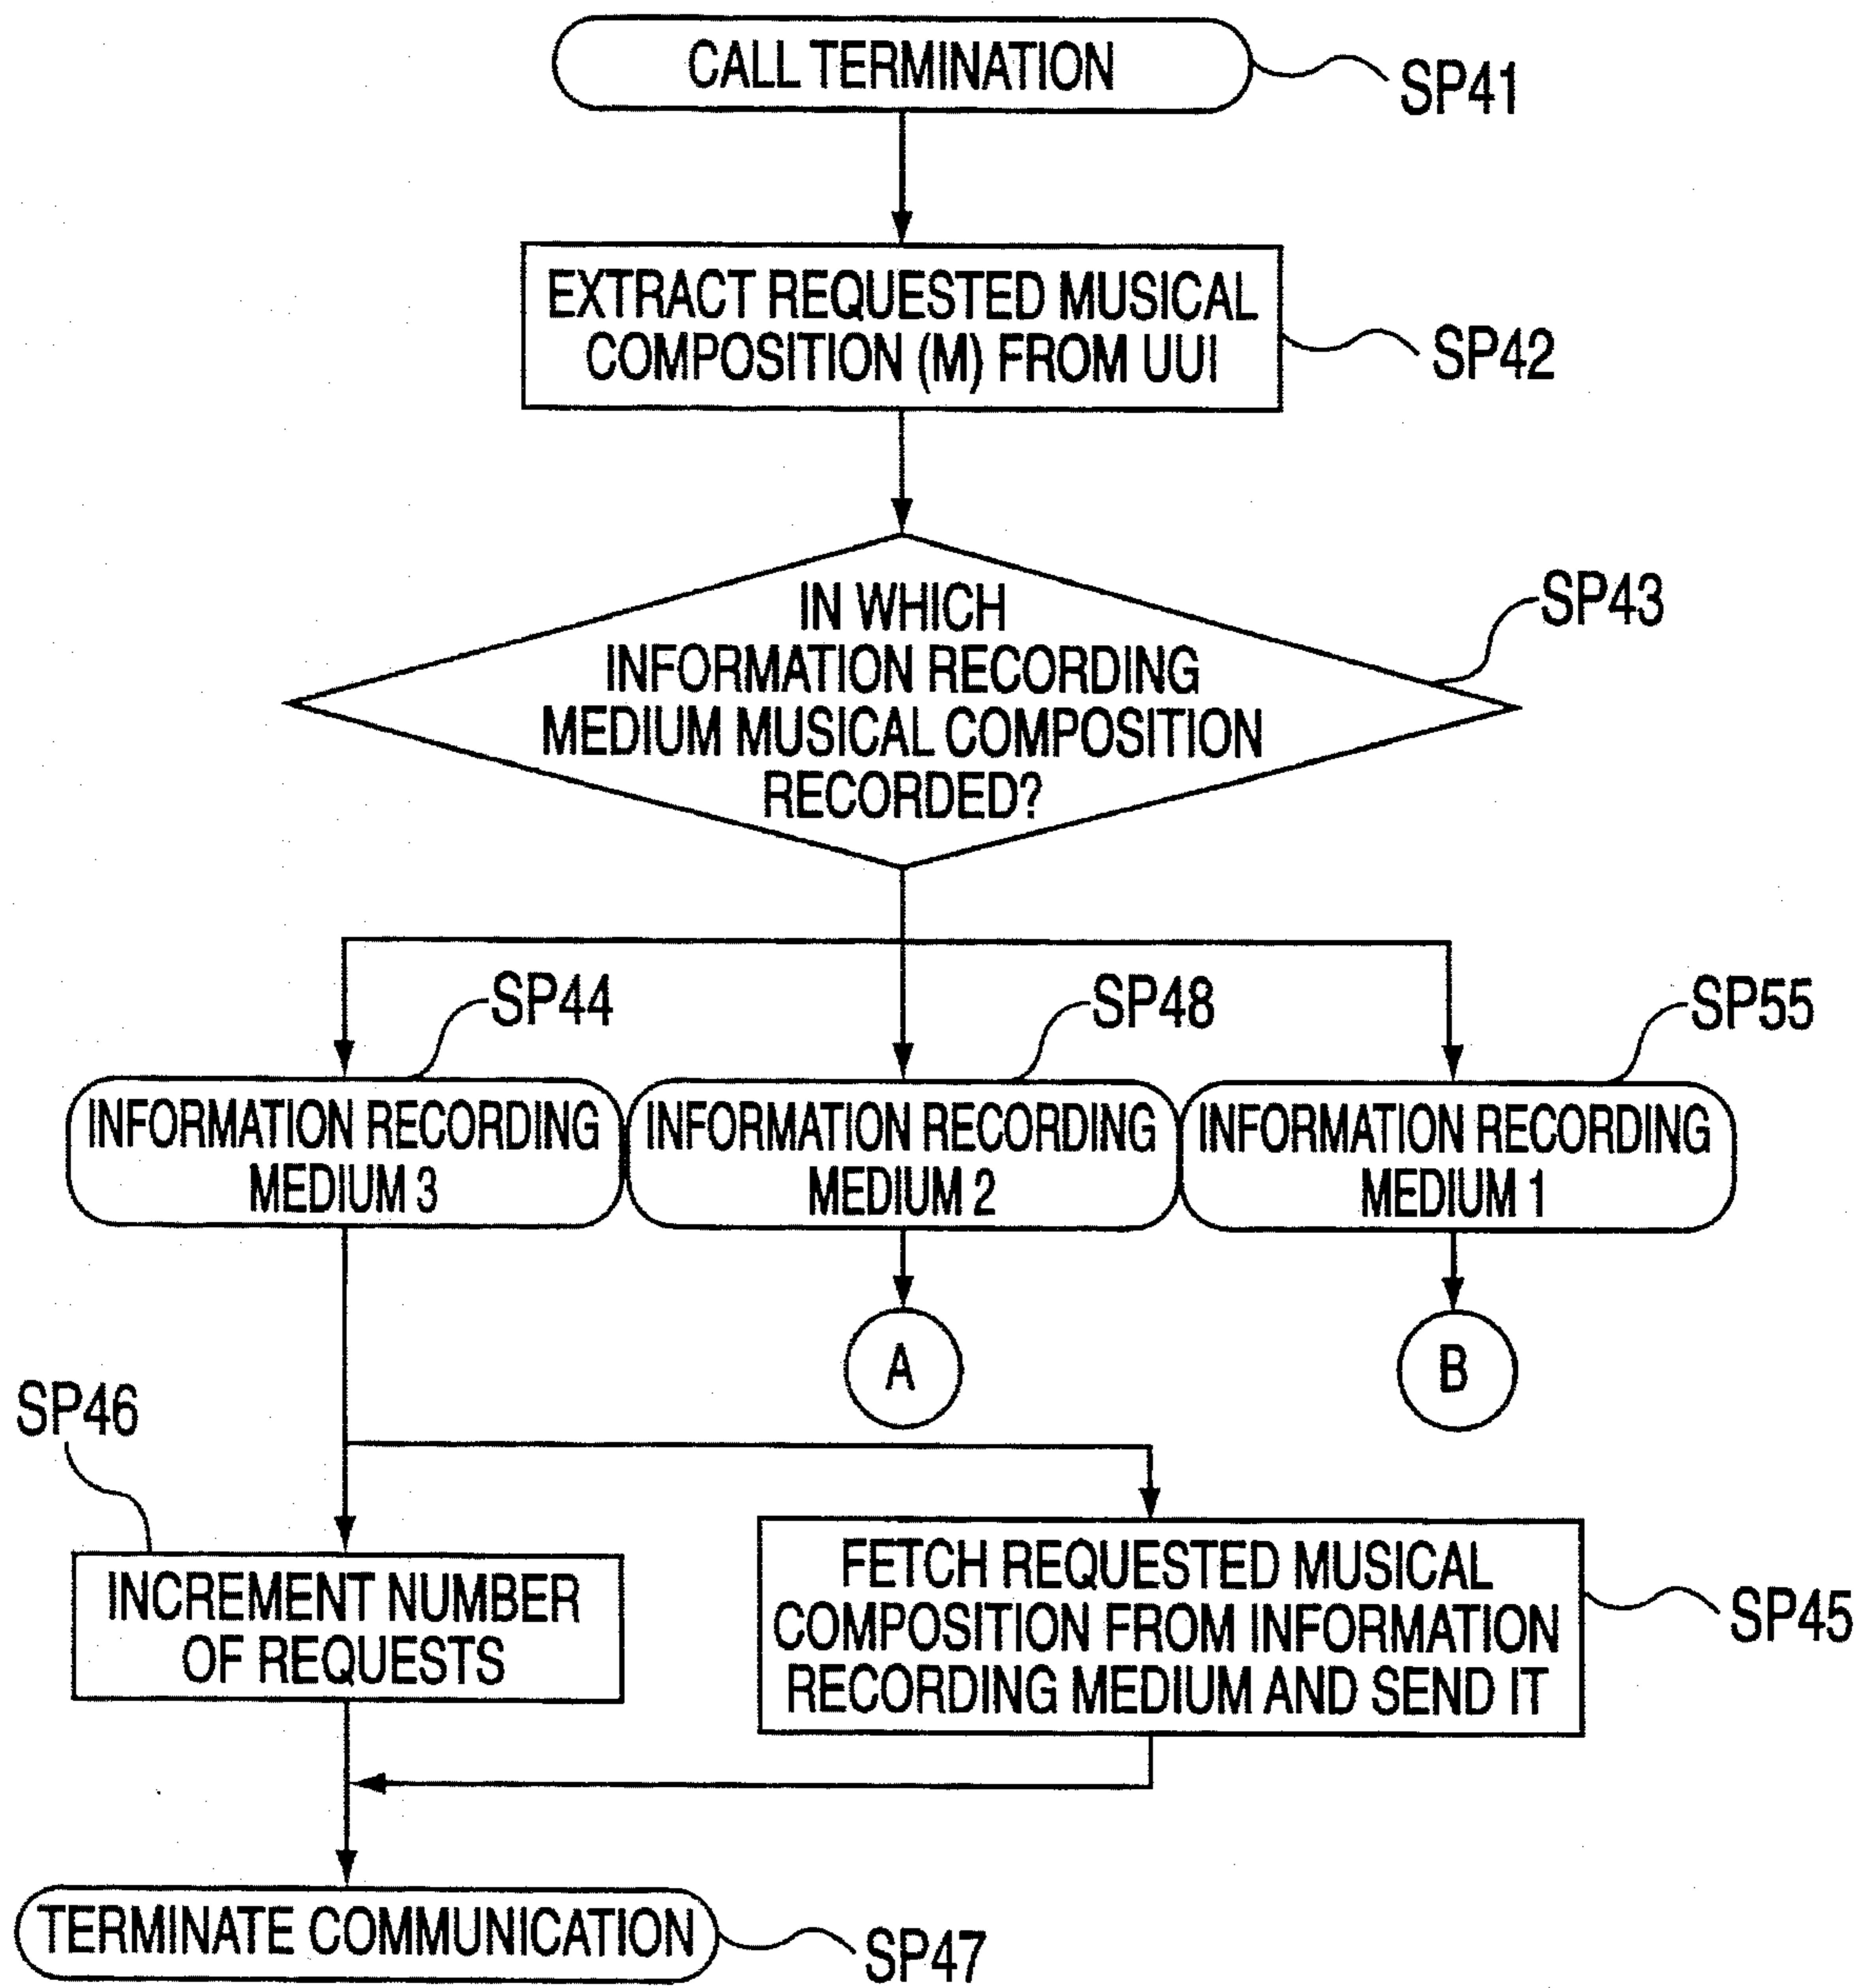 CALL TERMINATION
SP41
EXTRACT REQUESTED MUSICAL
COMPOSITION (M) FROM UUI
SP42
IN WHICH
INFORMATION RECORDING
MEDIUM MUSICAL COMPOSITION
RECORDED?
SP43
SP44
SP48
SP55
INFORMATION RECORDING
MEDIUM 3
INFORMATION RECORDING
MEDIUM 2
INFORMATION RECORDING
MEDIUM 1
A
B
SP46
INCREMENT NUMBER
OF REQUESTS
FETCH REQUESTED MUSICAL
COMPOSITION FROM INFORMATION
RECORDING MEDIUM AND SEND IT
SP45
TERMINATE COMMUNICATION
SP47